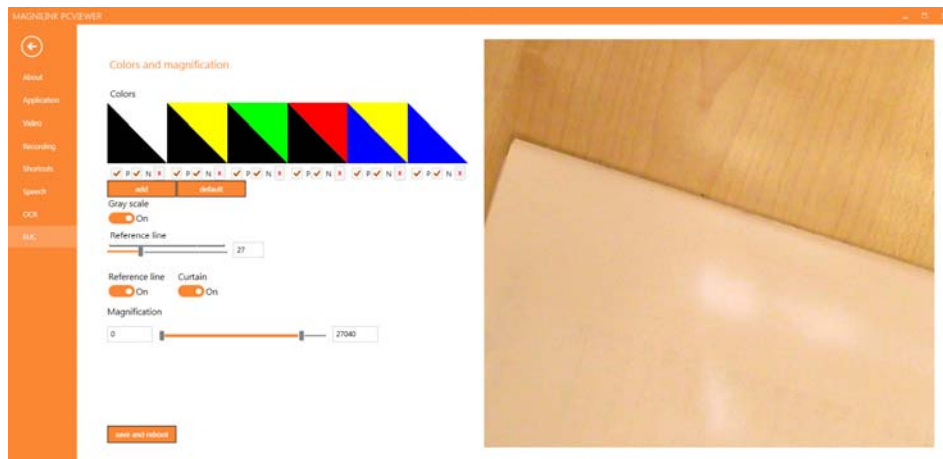 MAGNILINK PCVIEWER
About
Application
Video
Recording
Shortcuts
Speech
OCR
Colors and magnification
Colors
P N x P N x P N x P N x P N x P N x
add default
Gray scale
On
Reference line
27
Reference line Curtain
On On
Magnification
0 27040
save and reboot